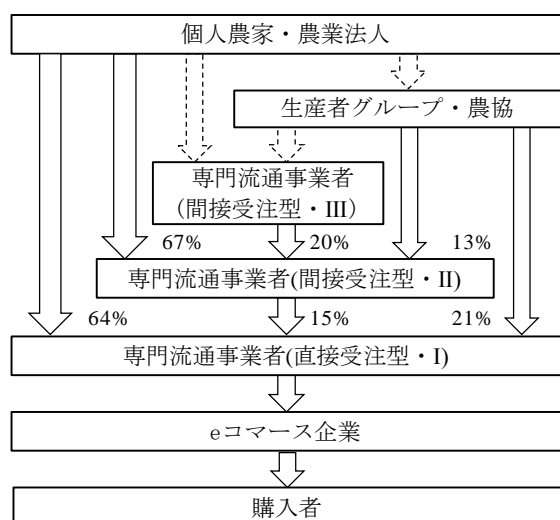 個人農家・農業法人
生産者グループ・農協
専門流通事業者
（間接受注型・III）
67%
20%
13%
専門流通事業者(間接受注型・II)
64%
15%
21%
専門流通事業者(直接受注型・I)
eコマース企業
購入者